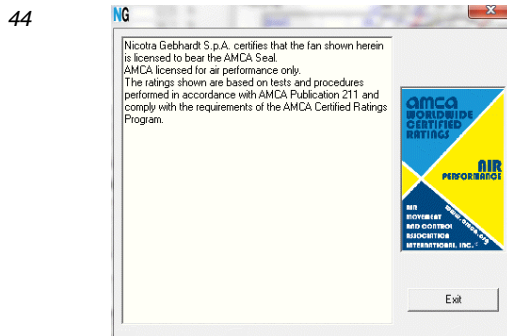 44
NG
Nicotra Gebhardt S.p.A. certifies that the fan shown herein
is licensed to bear the AMCA Seal.
AMCA licensed for air performance only.
The ratings shown are based on tests and procedures
performed in accordance with AMCA Publication 211 and
comply with the requirements of the AMCA Certified Ratings
Program.
amca
WORLDWIDE
CERTIFIED
RATINGS
AIR
PERFORMANCE
AIR
MOVEMENT
AND CONTROL
ASSOCIATION
INTERNATIONAL, INC.
www.amca.org
Exit